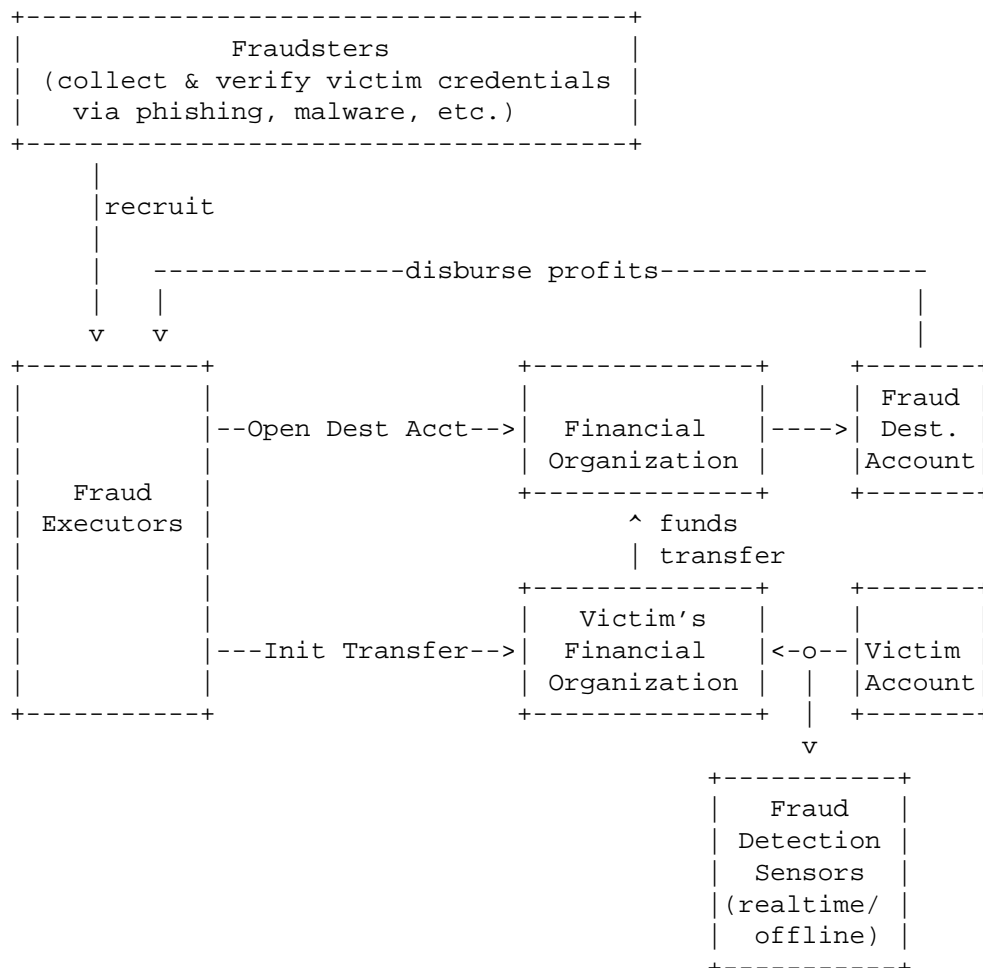 Fraudsters
(collect & verify victim credentials
via phishing, malware, etc.)
recruit
disburse profits
Fraud
--Open Dest Acct--> Financial ----> Dest.
Organization Account
Fraud
Executors
^ funds
transfer
Victim's
---Init Transfer--> Financial <-o-- Victim
Organization Account
v
Fraud
Detection
Sensors
(realtime/
offline)